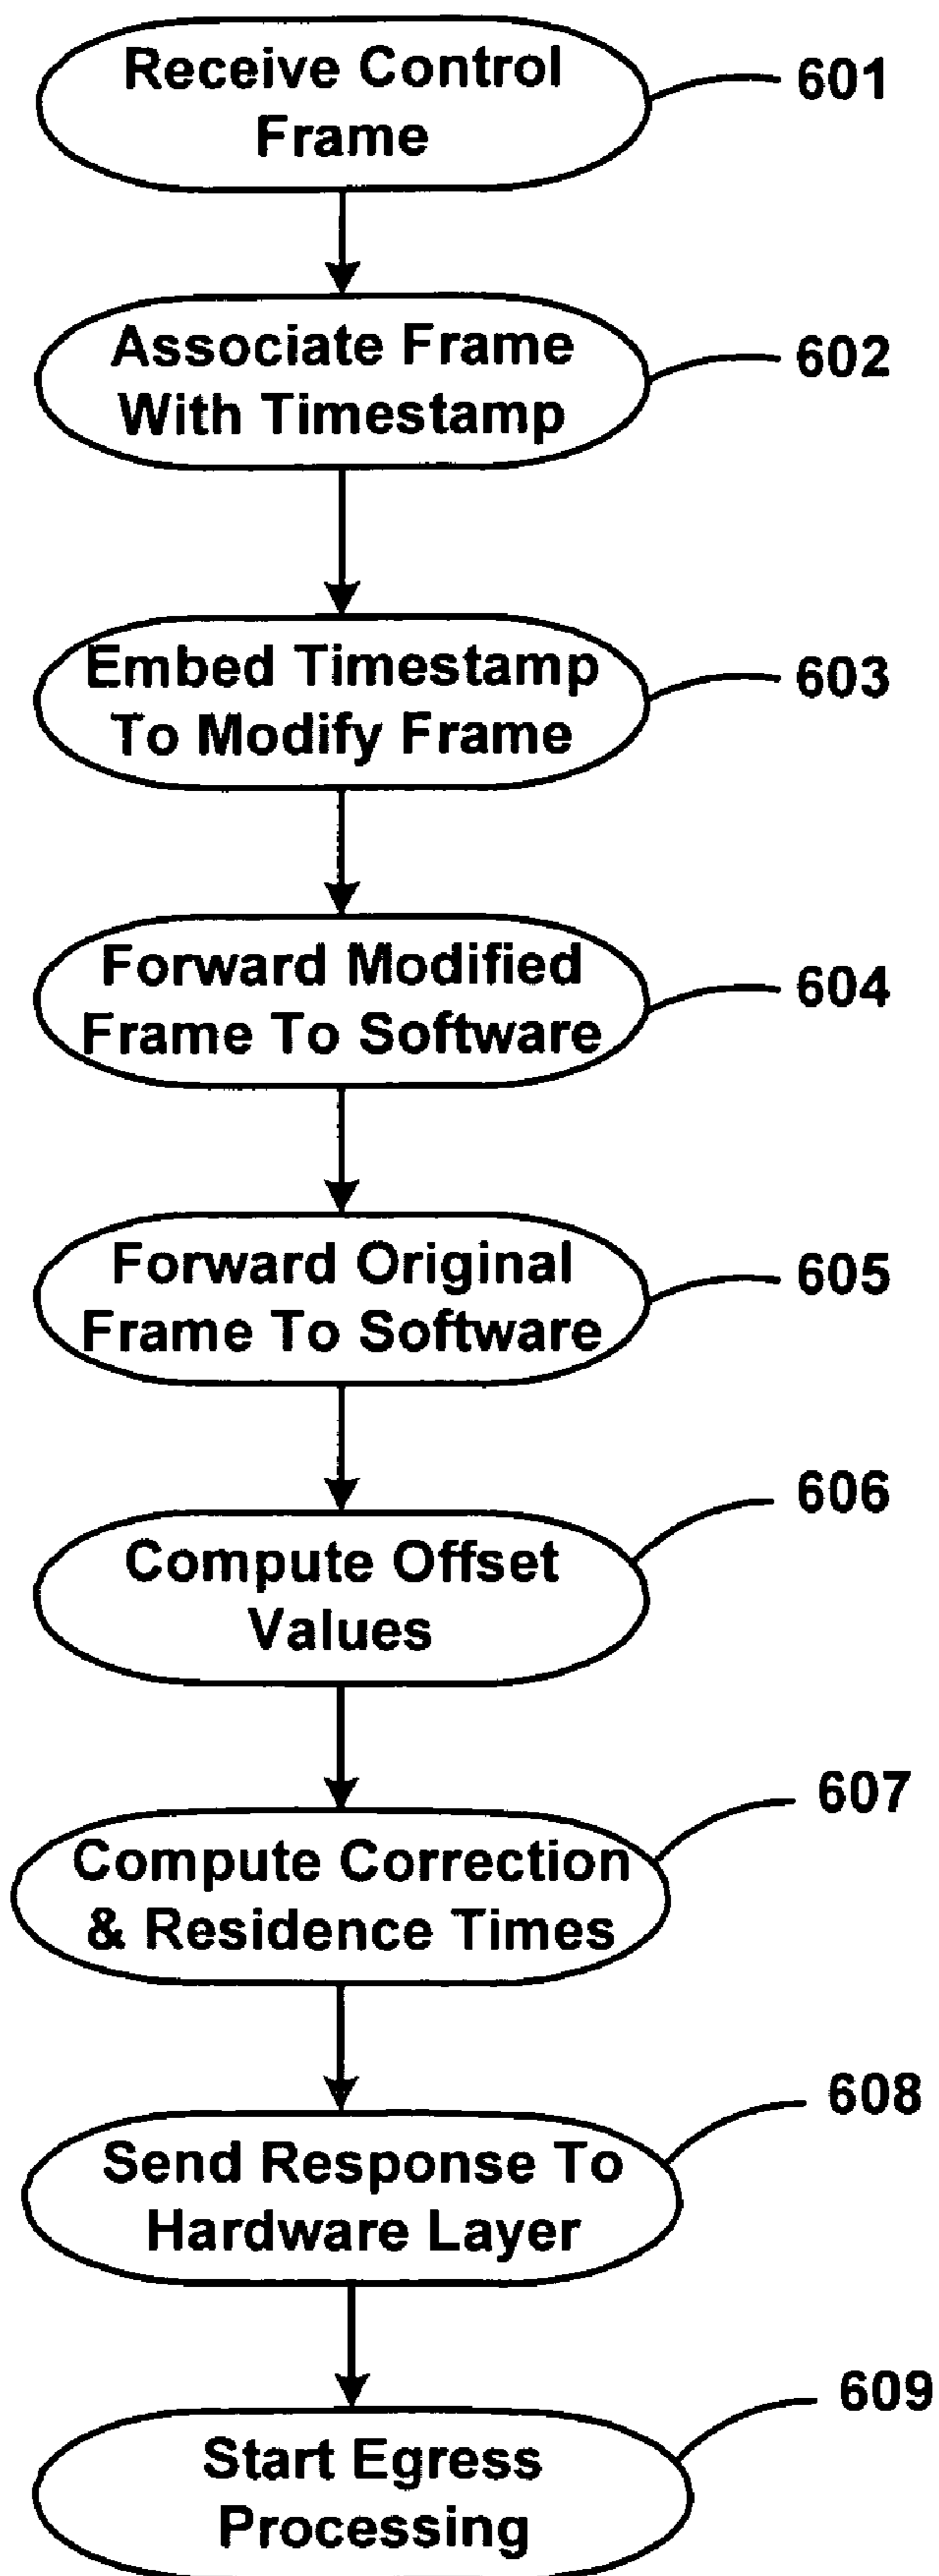 Receive Control
Frame
601
Associate Frame
With Timestamp
602
Embed Timestamp
To Modify Frame
603
Forward Modified
Frame To Software
604
Forward Original
Frame To Software
605
Compute Offset
Values
606
Compute Correction
& Residence Times
607
Send Response To
Hardware Layer
608
Start Egress
Processing
609